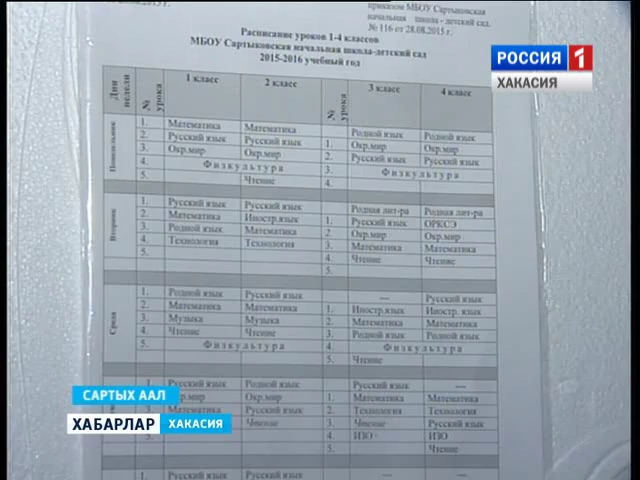 приказом МБОУ Сартыковская
начальная школа - детский сад.
№ 116 от 28.08.2015 г.
Расписание уроков 1-4 классов
МБОУ Сартыковская начальная школа-детский сад
2015-2016 учебный год
РОССИЯ 1
ХАКАСИЯ
Дни недели № урока 1 класс 2 класс № урока 3 класс 4 класс
Понедельник
1. Математика Математика Родной язык Родной язык
2. Русский язык Русский язык 1. Окр.мир Окр.мир
3. Окр.мир Окр.мир 2. Русский язык Русский язык
4. Физкультура 3. Физкультура
5. Чтение 4.
Вторник
1. Русский язык Русский язык Родная лит-ра Родная лит-ра
2. Математика Иностр.язык 1. Русский язык ОРКСЭ
3. Родной язык Математика 2. Окр.мир Окр.мир
4. Технология Технология 3. Математика Математика
5. 4. Чтение Чтение
5.
Среда
1. Родной язык Русский язык — Русский язык
2. Математика Математика 1. Иностр.язык Иностр. язык
3. Музыка Музыка 2. Математика Математика
4. Чтение Чтение 3. Родной язык Родной язык
5. Физкультура 4. Физкультура
5. Чтение
1. Русский язык Родной язык Русский язык —
Окр.мир 1. Математика Математика
Математика Русский язык 2. Технология Технология
Чтение 3. Чтение Русский язык
5. 4. ИЗО ИЗО
5. Чтение
1. Русский язык Русский язык — —
САРТЫХ ААЛ
ХАБАРЛАР ХАКАСИЯ